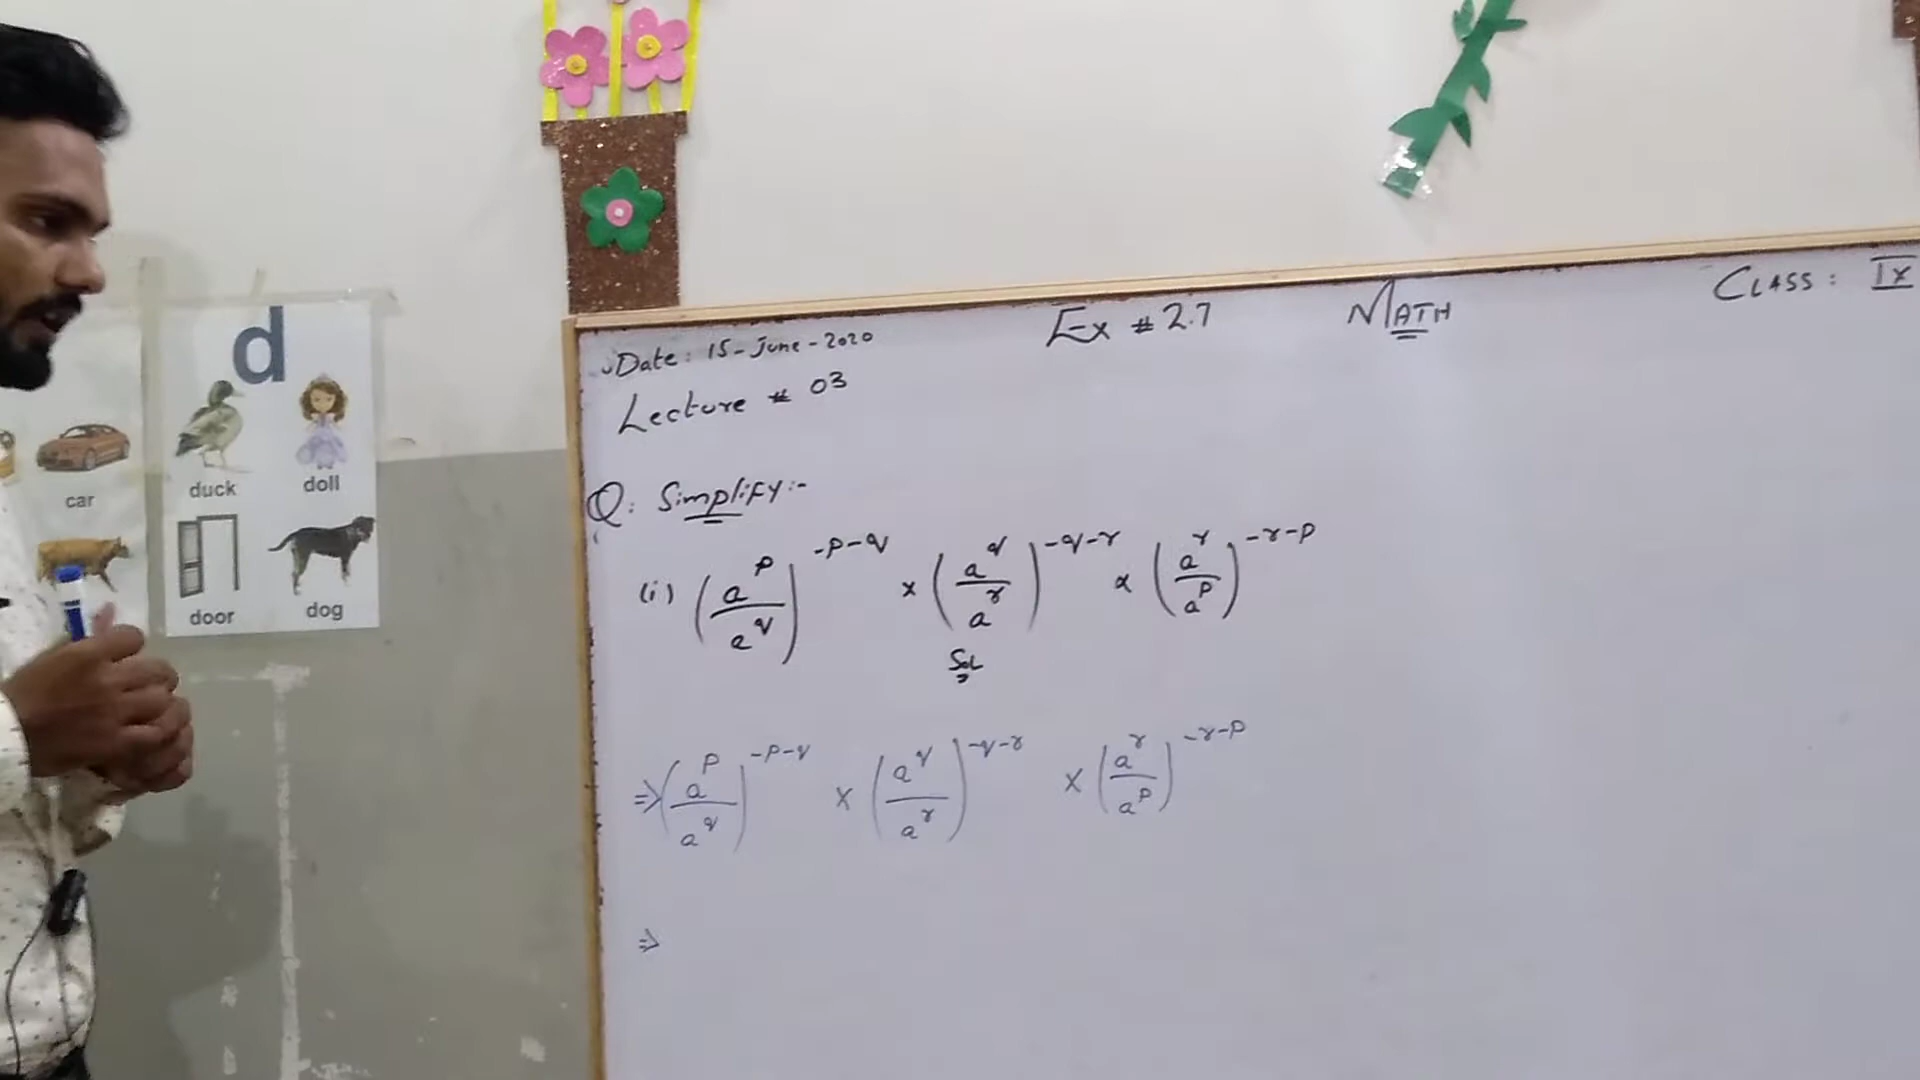 d
car
duck doll
door dog
Ex # 2.7 MATH CLASS: IX
Date: 15-June-2020
Lecture # 03
Q: Simplify:-
(i) (a^p/a^q)^-p-q × (a^q/a^r)^-q-r × (a^r/a^p)^-r-p
Sol
⇒ (a^p/a^q)^-p-q × (a^q/a^r)^-q-r × (a^r/a^p)^-r-p
⇒